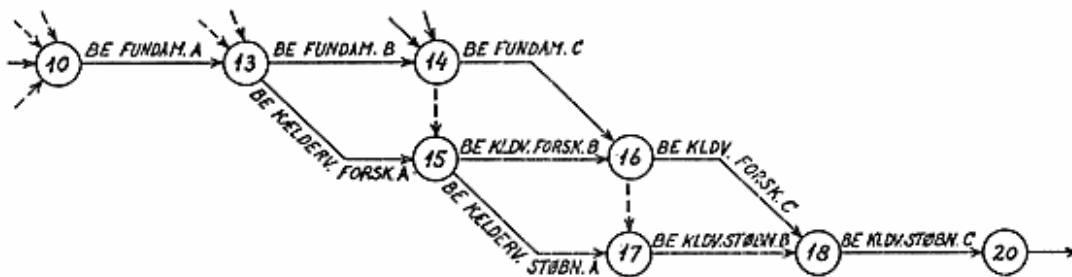 10 BE FUNDAM. A 13 BE FUNDAM. B 14 BE FUNDAM. C
BE KÆLDERV. FORSK. A 15 BE KLDV. FORSK. B 16 BE KLDV. FORSK. C
BE KÆLDERV. STØBN. A 17 BE KLDV. STØBN. B 18 BE KLDV. STØBN. C 20